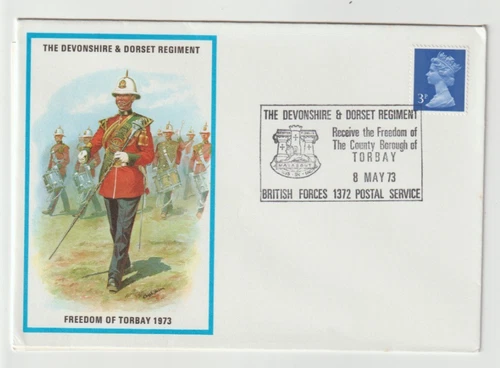 THE DEVONSHIRE & DORSET REGIMENT
FREEDOM OF TORBAY 1973
3P
THE DEVONSHIRE & DORSET REGIMENT
Receive the Freedom of
The County Borough of
TORBAY
8 MAY 73
BRITISH FORCES 1372 POSTAL SERVICE